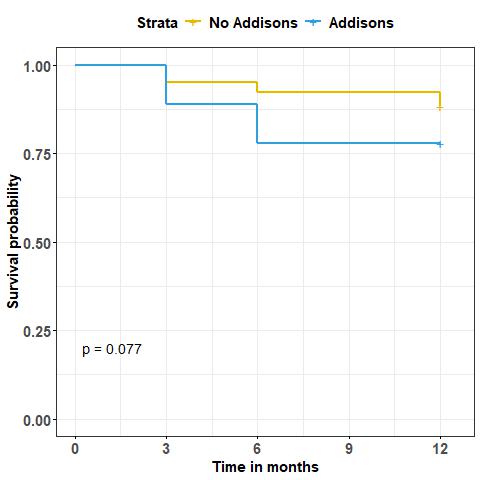 Strata No Addisons Addisons
1.00
0.75
0.50
0.25
0.00
Survival probability
p = 0.077
0 3 6 9 12
Time in months